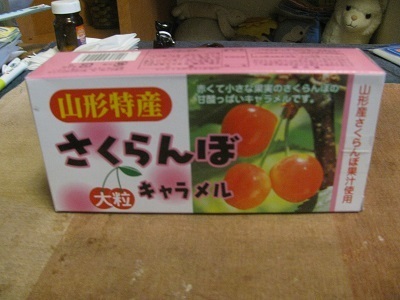 山形特産
さくらんぼ
大粒
キャラメル
赤くて小さな果実のさくらんぼの
甘酸っぱいキャラメルです。
山形産さくらんぼ果汁使用